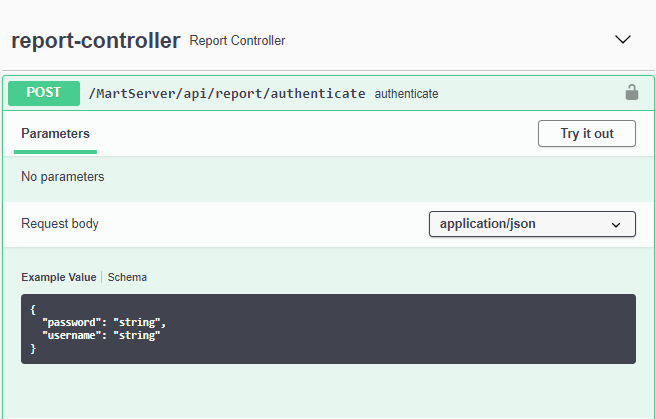 report-controller Report Controller
POST /MartServer/api/report/authenticate authenticate
Parameters Try it out
No parameters
Request body application/json
Example Value Schema
{
"password": "string",
"username": "string"
}